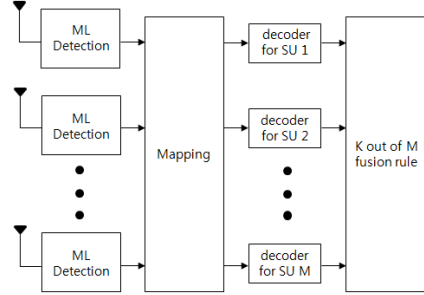 ML
Detection
decoder
for SU 1
ML
Detection
decoder
for SU 2
Mapping
K out of M
fusion rule
ML
Detection
decoder
for SU M